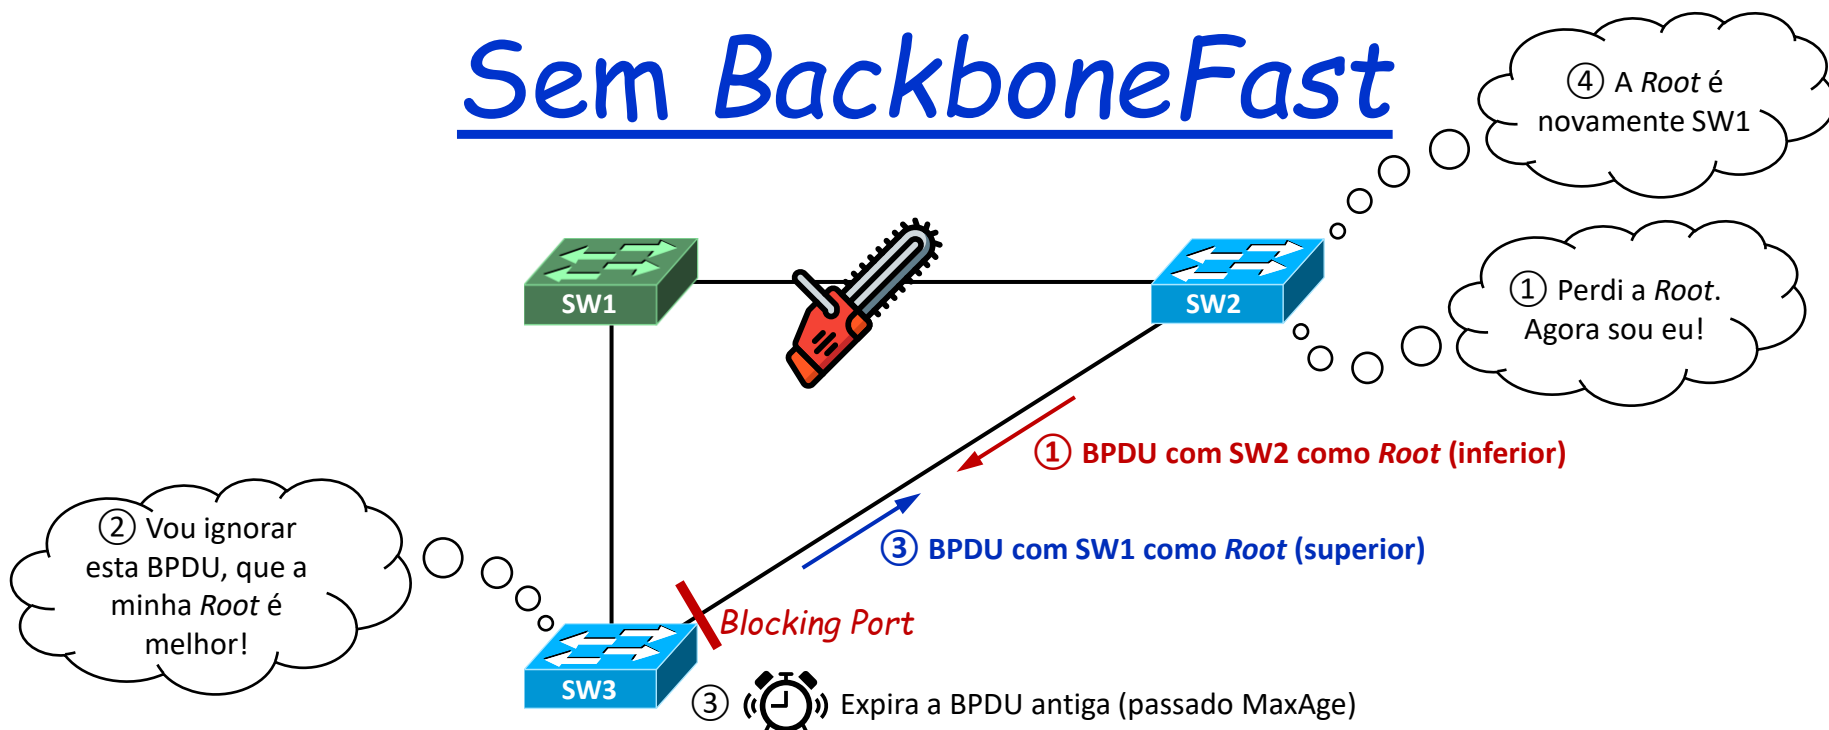 Sem BackboneFast
④ A Root é
novamente SW1
SW1
SW2
① Perdi a Root.
Agora sou eu!
① BPDU com SW2 como Root (inferior)
③ BPDU com SW1 como Root (superior)
② Vou ignorar
esta BPDU, que a
minha Root é
melhor!
Blocking Port
SW3
③ Expira a BPDU antiga (passado MaxAge)